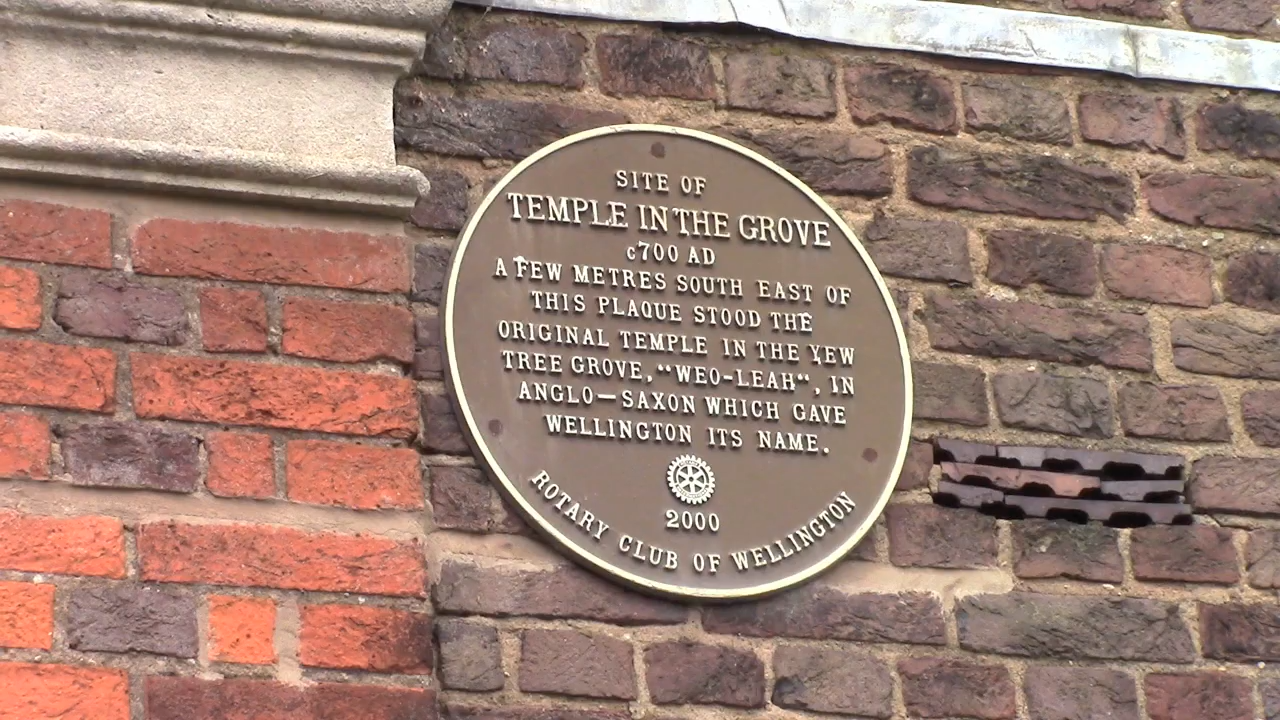 SITE OF
TEMPLE IN THE GROVE
c700 AD
A FEW METRES SOUTH EAST OF
THIS PLAQUE STOOD THE
ORIGINAL TEMPLE IN THE YEW
TREE GROVE, "WEO-LEAH", IN
ANGLO—SAXON WHICH GAVE
WELLINGTON ITS NAME.
2000
ROTARY CLUB OF WELLINGTON